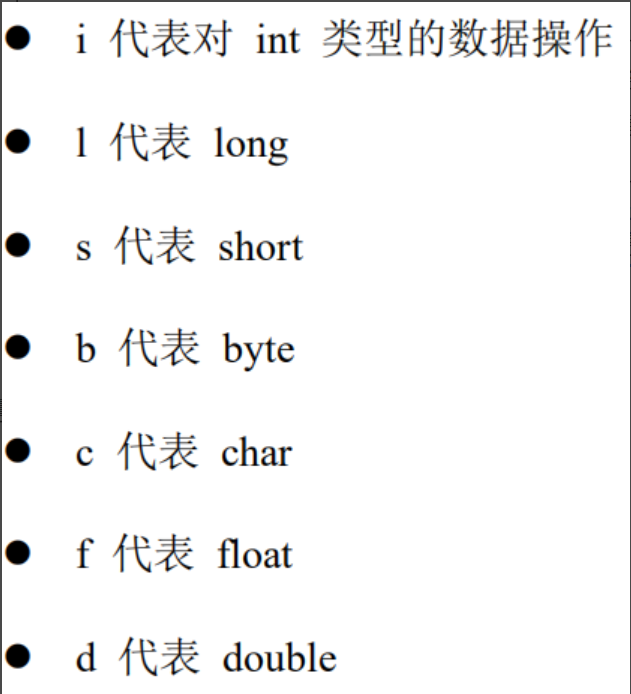 ● i 代表对 int 类型的数据操作
● l 代表 long
● s 代表 short
● b 代表 byte
● c 代表 char
● f 代表 float
● d 代表 double